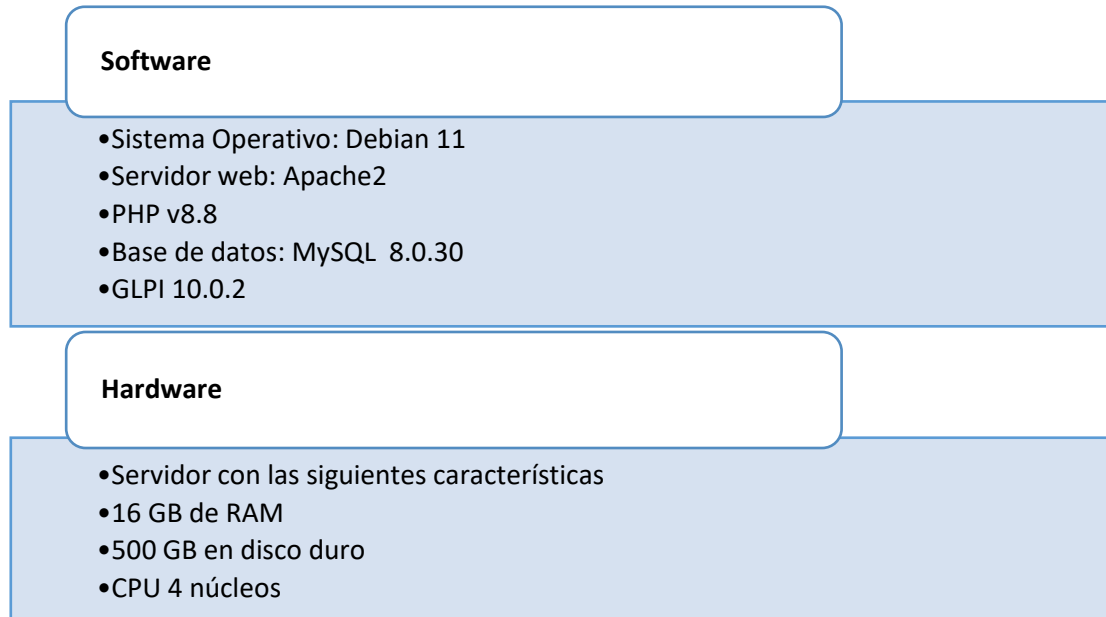 Software
•Sistema Operativo: Debian 11
•Servidor web: Apache2
•PHP v8.8
•Base de datos: MySQL  8.0.30
•GLPI 10.0.2
Hardware
•Servidor con las siguientes característícas
•16 GB de RAM
•500 GB en disco duro
•CPU 4 núcleos